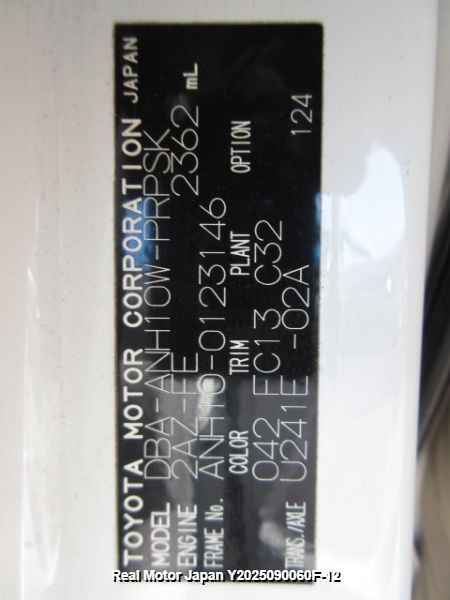 TOYOTA MOTOR CORPORATION JAPAN
MODEL DBA-ANH10W-PRPSK
ENGINE 2AZ-FE 2362 mL
FRAME No. ANH10-0123146
COLOR TRIM PLANT OPTION
042 FC13 C32 124
TRANS./AXLE U241E -02A
Real Motor Japan Y2025090060F-12